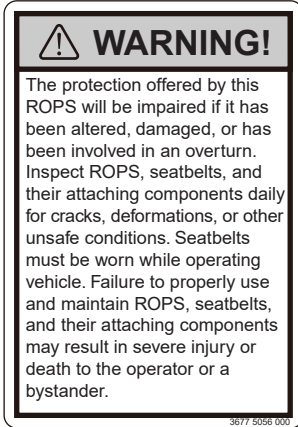 WARNING!
The protection offered by this
ROPS will be impaired if it has
been altered, damaged, or has
been involved in an overturn.
Inspect ROPS, seatbelts, and
their attaching components daily
for cracks, deformations, or other
unsafe conditions. Seatbelts
must be worn while operating
vehicle. Failure to properly use
and maintain ROPS, seatbelts,
and their attaching components
may result in severe injury or
death to the operator or a
bystander.
3677 5056 000